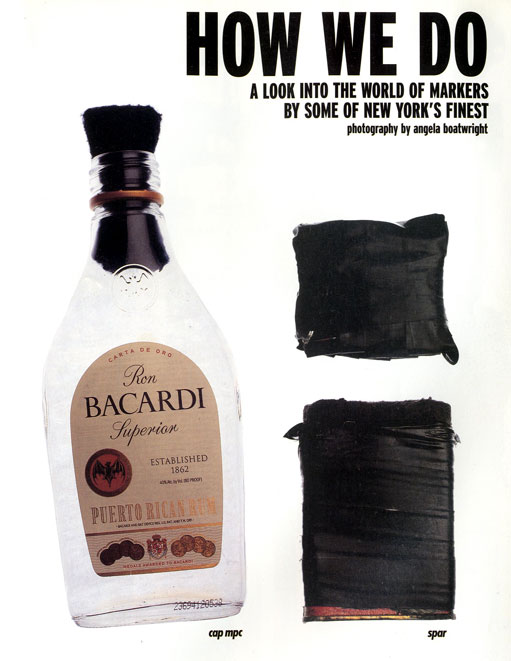 HOW WE DO
A LOOK INTO THE WORLD OF MARKERS
BY SOME OF NEW YORK'S FINEST
photography by angela boatwright
CARTA DE ORO
Ron
BACARDI
Superior
ESTABLISHED
1862
PUERTO RICAN RUM
MEDALS AWARDED TO BACARDI
cap mpc
spar